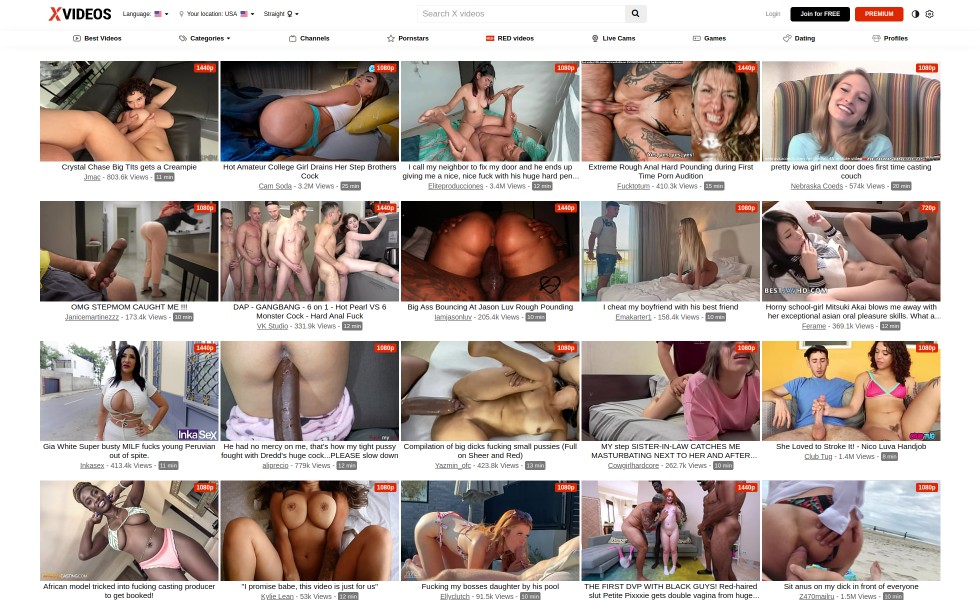 XVIDEOS
Language:
Your location: USA
Straight
Search X videos
Login
Join for FREE
PREMIUM
Best Videos
Categories
Channels
Pornstars
RED videos
Live Cams
Games
Dating
Profiles
1440p
1080p
1080p
1440p
1080p
Yes, yes, yes, yes!
Crystal Chase Big TIts gets a Creampie
Jmac - 803.6k Views - 11 min
Hot Amateur College Girl Drains Her Step Brothers
Cock
Cam Soda - 3.2M Views - 25 min
I call my neighbor to fix my door and he ends up
giving me a nice, nice fuck with his huge hard pen...
Eliteproducciones - 3.4M Views - 12 min
Extreme Rough Anal Hard Pounding during First
Time Porn Audition
Fucktotum - 410.3k Views - 15 min
pretty iowa girl next door does first time casting
couch
Nebraska Coeds - 574k Views - 20 min
1080p
1440p
1440p
1080p
720p
OMG STEPMOM CAUGHT ME !!!
Janicemartinezzz - 173.4k Views - 10 min
DAP - GANGBANG - 6 on 1 - Hot Pearl VS 6
Monster Cock - Hard Anal Fuck
VK Studio - 331.9k Views - 12 min
Big Ass Bouncing At Jason Luv Rough Pounding
Iamjasonluv - 205.4k Views - 10 min
I cheat my boyfriend with his best friend
Emakarter1 - 158.4k Views - 10 min
Horny school-girl Mitsuki Akai blows me away with
her exceptional asian oral pleasure skills. What a...
Ferame - 369.1k Views - 12 min
1440p
1080p
1080p
1080p
1080p
InkaSex
Gia White Super busty MILF fucks young Peruvian
out of spite.
Inkasex - 413.4k Views - 11 min
my
He had no mercy on me, that's how my tight pussy
fought with Dredd's huge cock...PLEASE slow down
aliprecio - 779k Views - 12 min
Compilation of big dicks fucking small pussies (Full
on Sheer and Red)
Yazmin_ofc - 423.8k Views - 13 min
MY step SISTER-IN-LAW CATCHES ME
MASTURBATING NEXT TO HER AND AFTER...
Cowgirlhardcore - 262.7k Views - 10 min
CLUB TUG
She Loved to Stroke It! - Nico Luva Handjob
Club Tug - 1.4M Views - 8 min
1080p
1080p
1080p
1440p
1080p
African model tricked into fucking casting producer
to get booked!
"I promise babe, this video is just for us"
Kylie Lean - 53k Views - 12 min
Fucking my bosses daughter by his pool
Ellyclutch - 91.5k Views - 10 min
THE FIRST DVP WITH BLACK GUYS! Red-haired
slut Petite Pixxxie gets double vagina from huge...
Sit anus on my dick in front of everyone
Z470mailru - 1.5M Views - 10 min